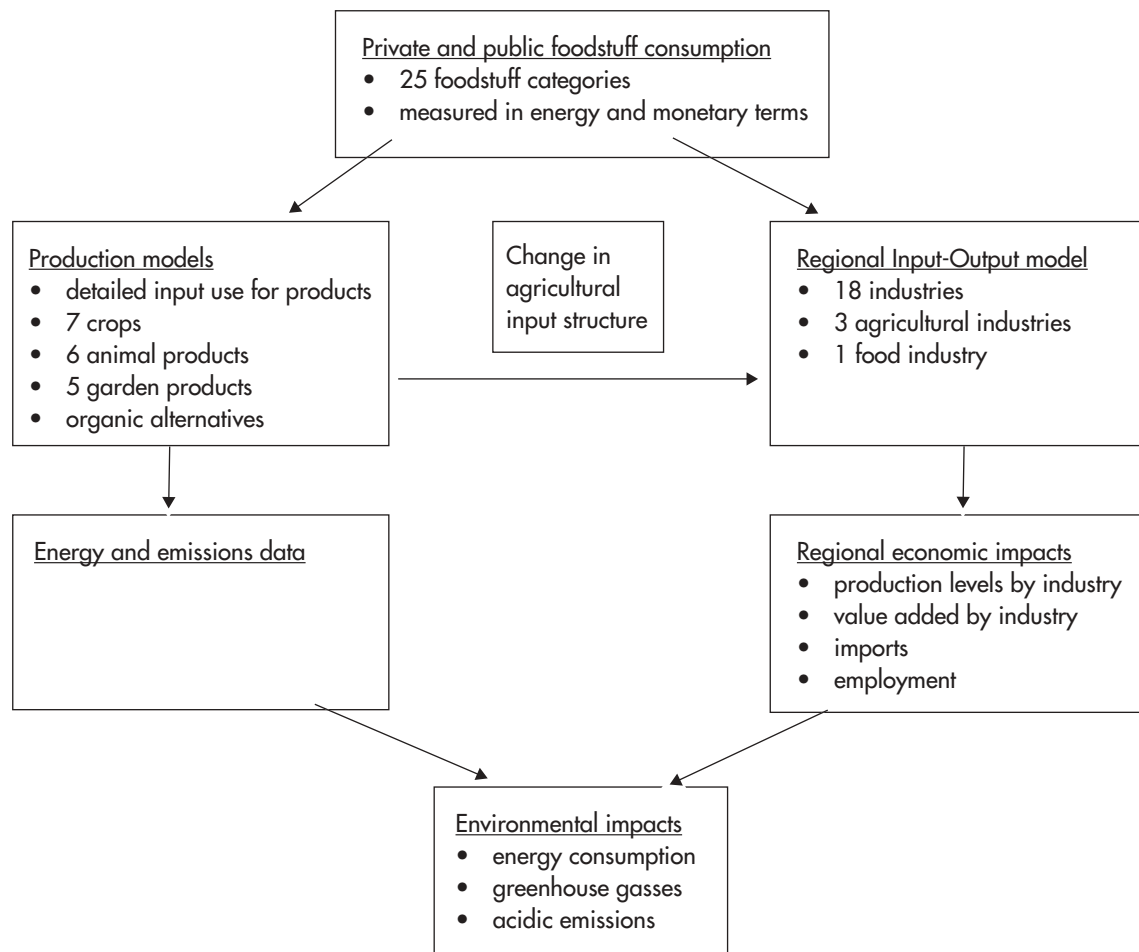 Private and public foodstuff consumption
• 25 foodstuff categories
• measured in energy and monetary terms
Production models
• detailed input use for products
• 7 crops
• 6 animal products
• 5 garden products
• organic alternatives
Change in
agricultural
input structure
Regional Input-Output model
• 18 industries
• 3 agricultural industries
• 1 food industry
Energy and emissions data
Regional economic impacts
• production levels by industry
• value added by industry
• imports
• employment
Environmental impacts
• energy consumption
• greenhouse gasses
• acidic emissions